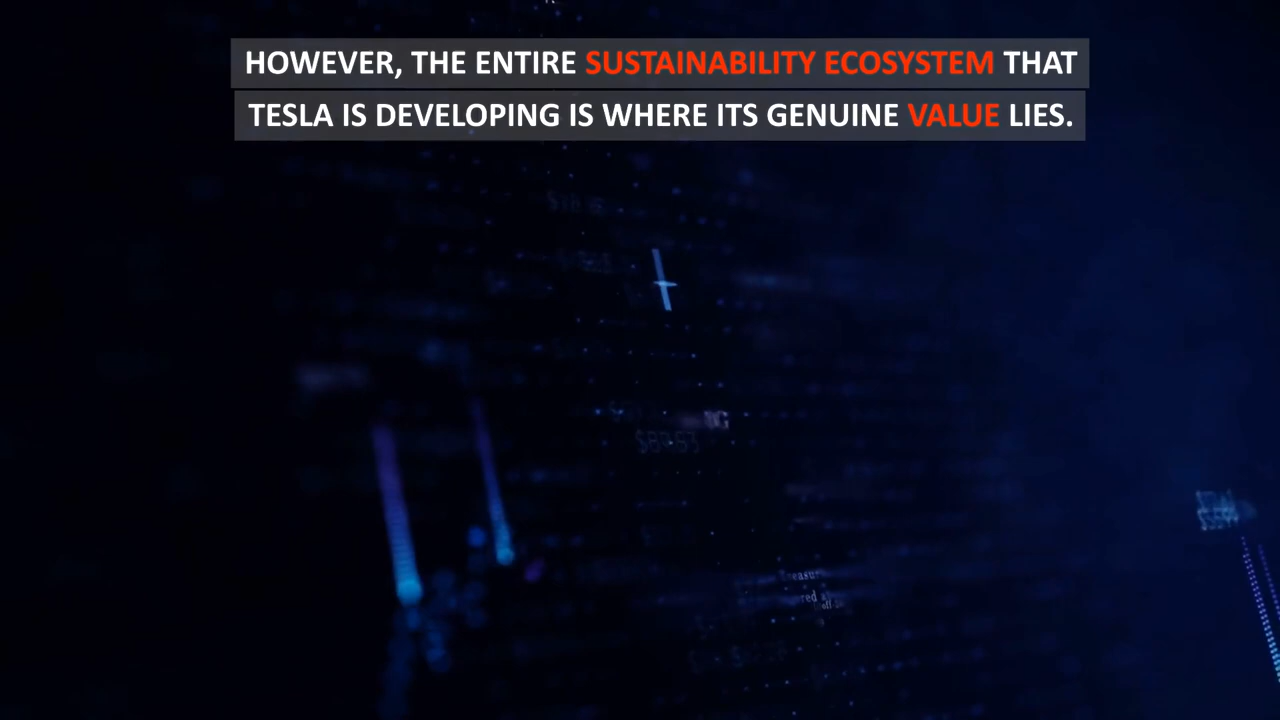 HOWEVER, THE ENTIRE SUSTAINABILITY ECOSYSTEM THAT
TESLA IS DEVELOPING IS WHERE ITS GENUINE VALUE LIES.